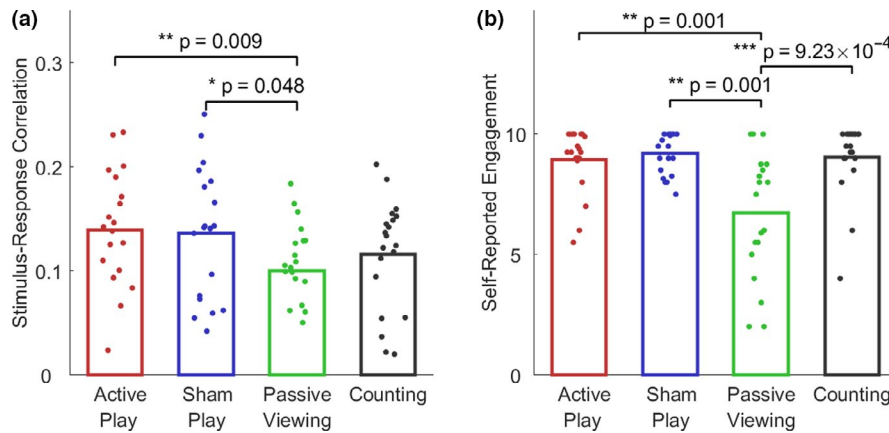 (a)
** p = 0.009
* p = 0.048
Stimulus-Response Correlation
0.3
0.2
0.1
0
Active Play
Sham Play
Passive Viewing
Counting
(b)
** p = 0.001
*** p = 9.23×10⁻⁴
** p = 0.001
Self-Reported Engagement
10
5
0
Active Play
Sham Play
Passive Viewing
Counting